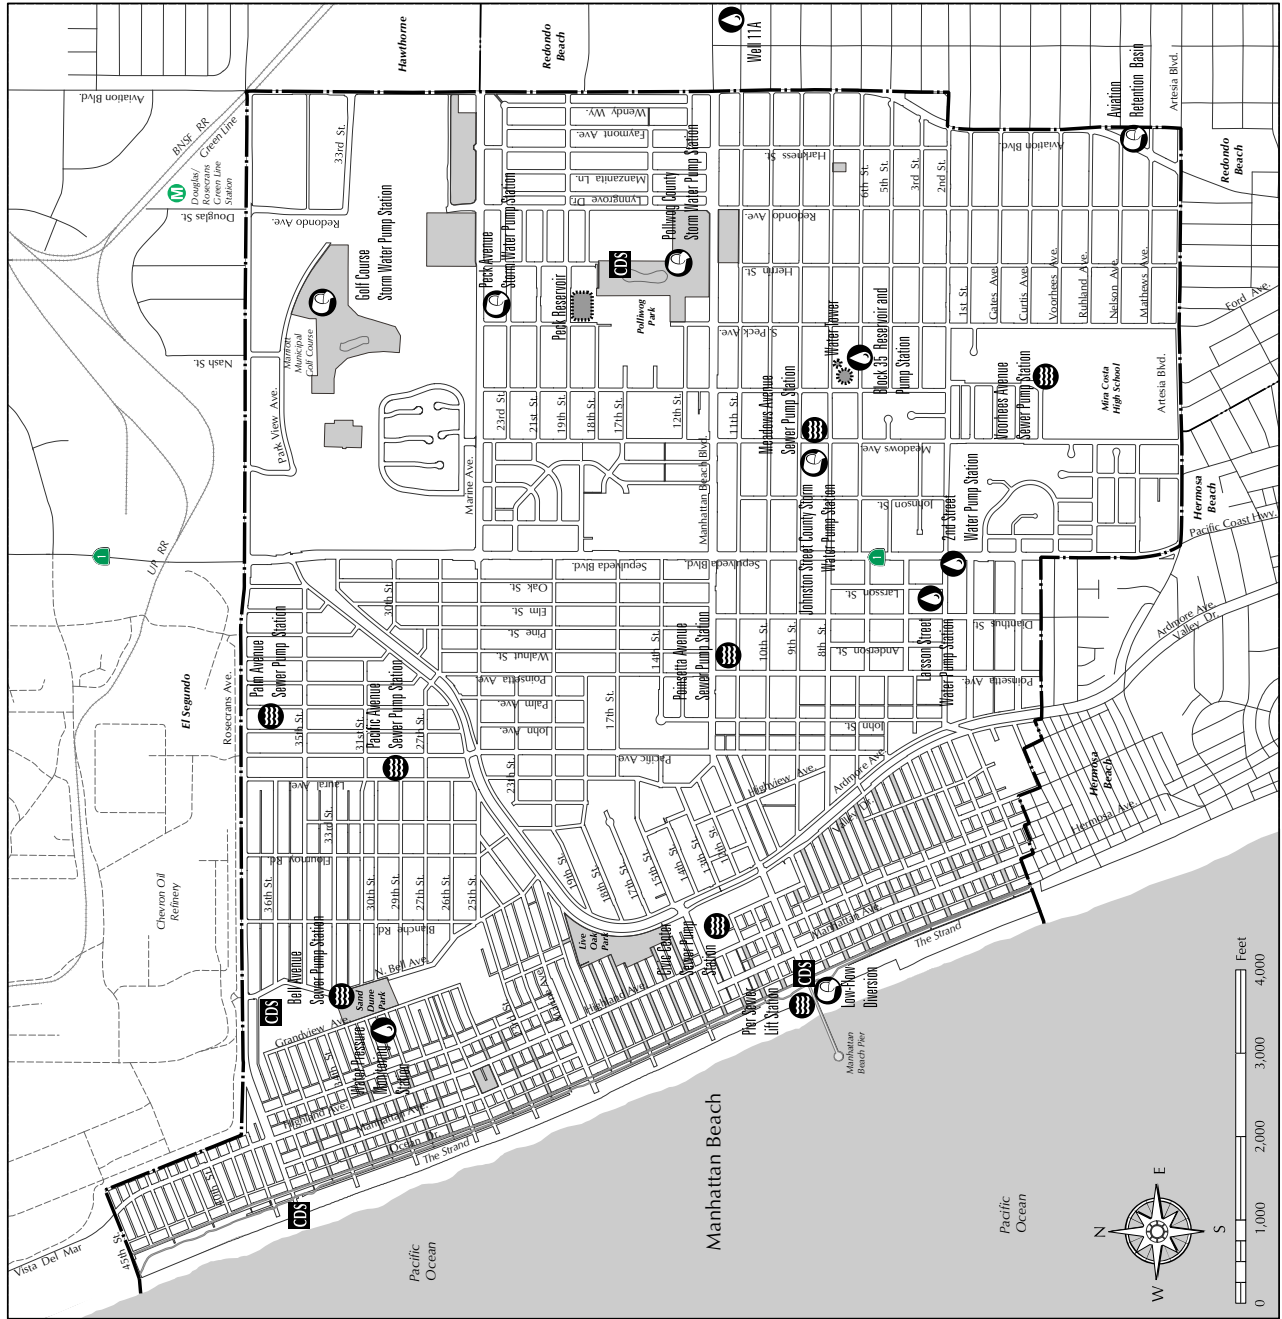 Hawthorne
Redondo
Beach
Well 11A
Aviation
Retention Basin
Artesia Blvd.
Aviation Blvd.
BNSF RR
Green Line
M
Douglas/
Rosecrans
Green Line
Station
Douglas St.
Nash St.
33rd St.
Redondo Ave.
Wendy Wy.
Faymont Ave.
Manzanita Ln.
Lynngrove Dr.
Harkness St.
Redondo Ave.
Herrin St.
S. Peck Ave.
6th St.
5th St.
3rd St.
2nd St.
Aviation Blvd.
Redondo
Beach
Golf Course
Storm Water Pump Station
Marriott
Municipal
Golf Course
Park View Ave.
Peck Avenue
Storm Water Pump Station
Peck Reservoir
CDS
Polliwog
Park
Pollwog County
Storm Water Pump Station
Water Tower
Block 35 Reservoir and
Pump Station
1st St.
Gates Ave.
Curtis Ave.
Voorhees Ave.
Ruhland Ave.
Nelson Ave.
Mathews Ave.
Ford Ave.
Voorhees Avenue
Sewer Pump Station
Mira Costa
High School
Artesia Blvd.
23rd St.
21st St.
19th St.
18th St.
17th St.
12th St.
11th St.
Meadows Avenue
Sewer Pump Station
Meadows Ave.
Marine Ave.
Manhattan Beach Blvd.
Johnson St.
Johnston Street County Storm
Water Pump Station
2nd Street
Water Pump Station
Hermosa
Beach
Pacific Coast Hwy.
1
UP RR
Sepulveda Blvd.
Sepulveda Blvd.
1
Oak St.
Elm St.
Pine St.
Walnut St.
Poinsetta Ave.
Palm Ave.
John Ave.
Pacific Ave.
30th St.
Larsson St.
Anderson St.
Dianthus St.
Poinsetta Ave.
John St.
Larsson Street
Water Pump Station
Ardmore Ave.
Valley Dr.
14th St.
10th St.
9th St.
8th St.
Poinsetta Avenue
Sewer Pump Station
17th St.
23th St.
El Segundo
Rosecrans Ave.
Palm Avenue
Sewer Pump Station
35th St.
31st St.
27th St.
Pacific Avenue
Sewer Pump Station
Laura Ave.
33rd St.
Flournoy Rd.
36th St.
30th St.
29th St.
27th St.
26th St.
25th St.
Blanche Rd.
19th St.
18th St.
17th St.
15th St.
14th St.
13th St.
Highview Ave.
Ardmore Ave.
Valley Dr.
Hermosa
Beach
Hermosa Ave.
Chevron Oil
Refinery
Bell Avenue
Sewer Pump Station
CDS
N. Bell Ave.
Sand
Dune
Park
Grandview Ave.
Water Pressure
Monitoring
Station
34th St.
Live
Oak
Park
Civic Center
Sewer Pump
Station
Highland Ave.
Manhattan Ave.
The Strand
CDS
Pier Sewer
Lift Station
Low-Flow
Diversion
Manhattan
Beach Pier
Highland Ave.
Manhattan Ave.
Ocean Dr.
The Strand
CDS
45th St.
Vista Del Mar
Pacific
Ocean
Manhattan Beach
Pacific
Ocean
N
E
S
W
0
1,000
2,000
3,000
4,000
Feet